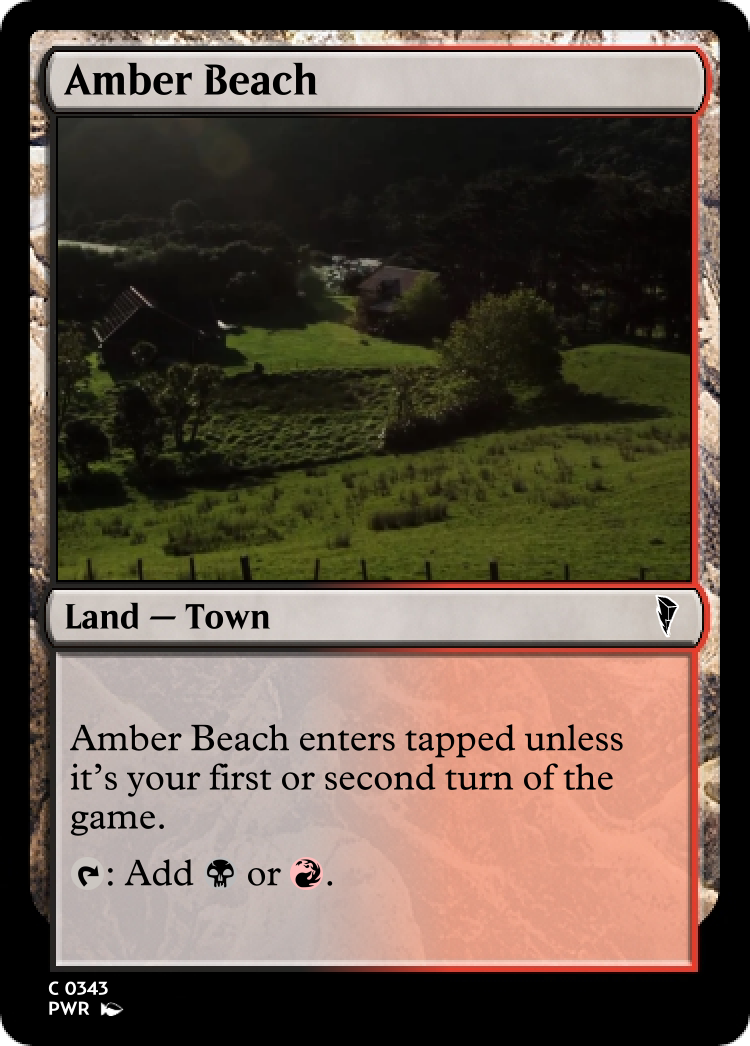 Amber Beach
Land — Town
Amber Beach enters tapped unless
it's your first or second turn of the
game.
: Add or .
C 0343
PWR